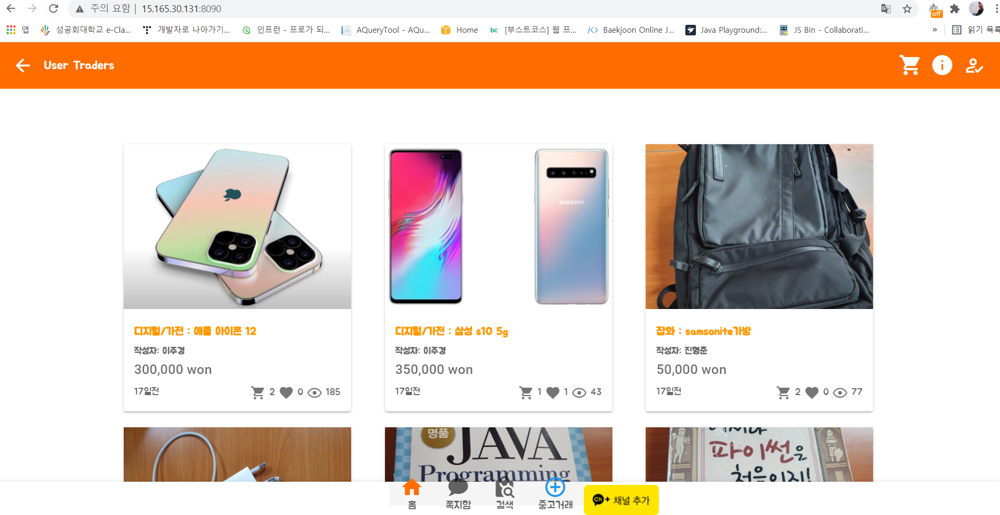 주의 요함 | 15.165.30.131:8090
off
앱 성공회대학교 e-Cla... 개발자로 나아가기... 인프런 - 프로가 되... AQueryTool - AQu... Home bc [부스트코스] 웹 프... </> Baekjoon Online J... Java Playground:... JS Bin - Collaborati... » 읽기 목록
User Traders
SAMSUNG
디지털/가전 : 애플 아이폰 12
작성자: 이주경
300,000 won
17일전 2 0 185
디지털/가전 : 삼성 s10 5g
작성자: 이주경
350,000 won
17일전 1 1 43
잡화 : samsonite가방
작성자: 진형준
50,000 won
17일전 2 0 77
명품
JAVA
Programming
파이썬은
처음이지!
홈 쪽지함 검색 중고거래
Ch+ 채널 추가